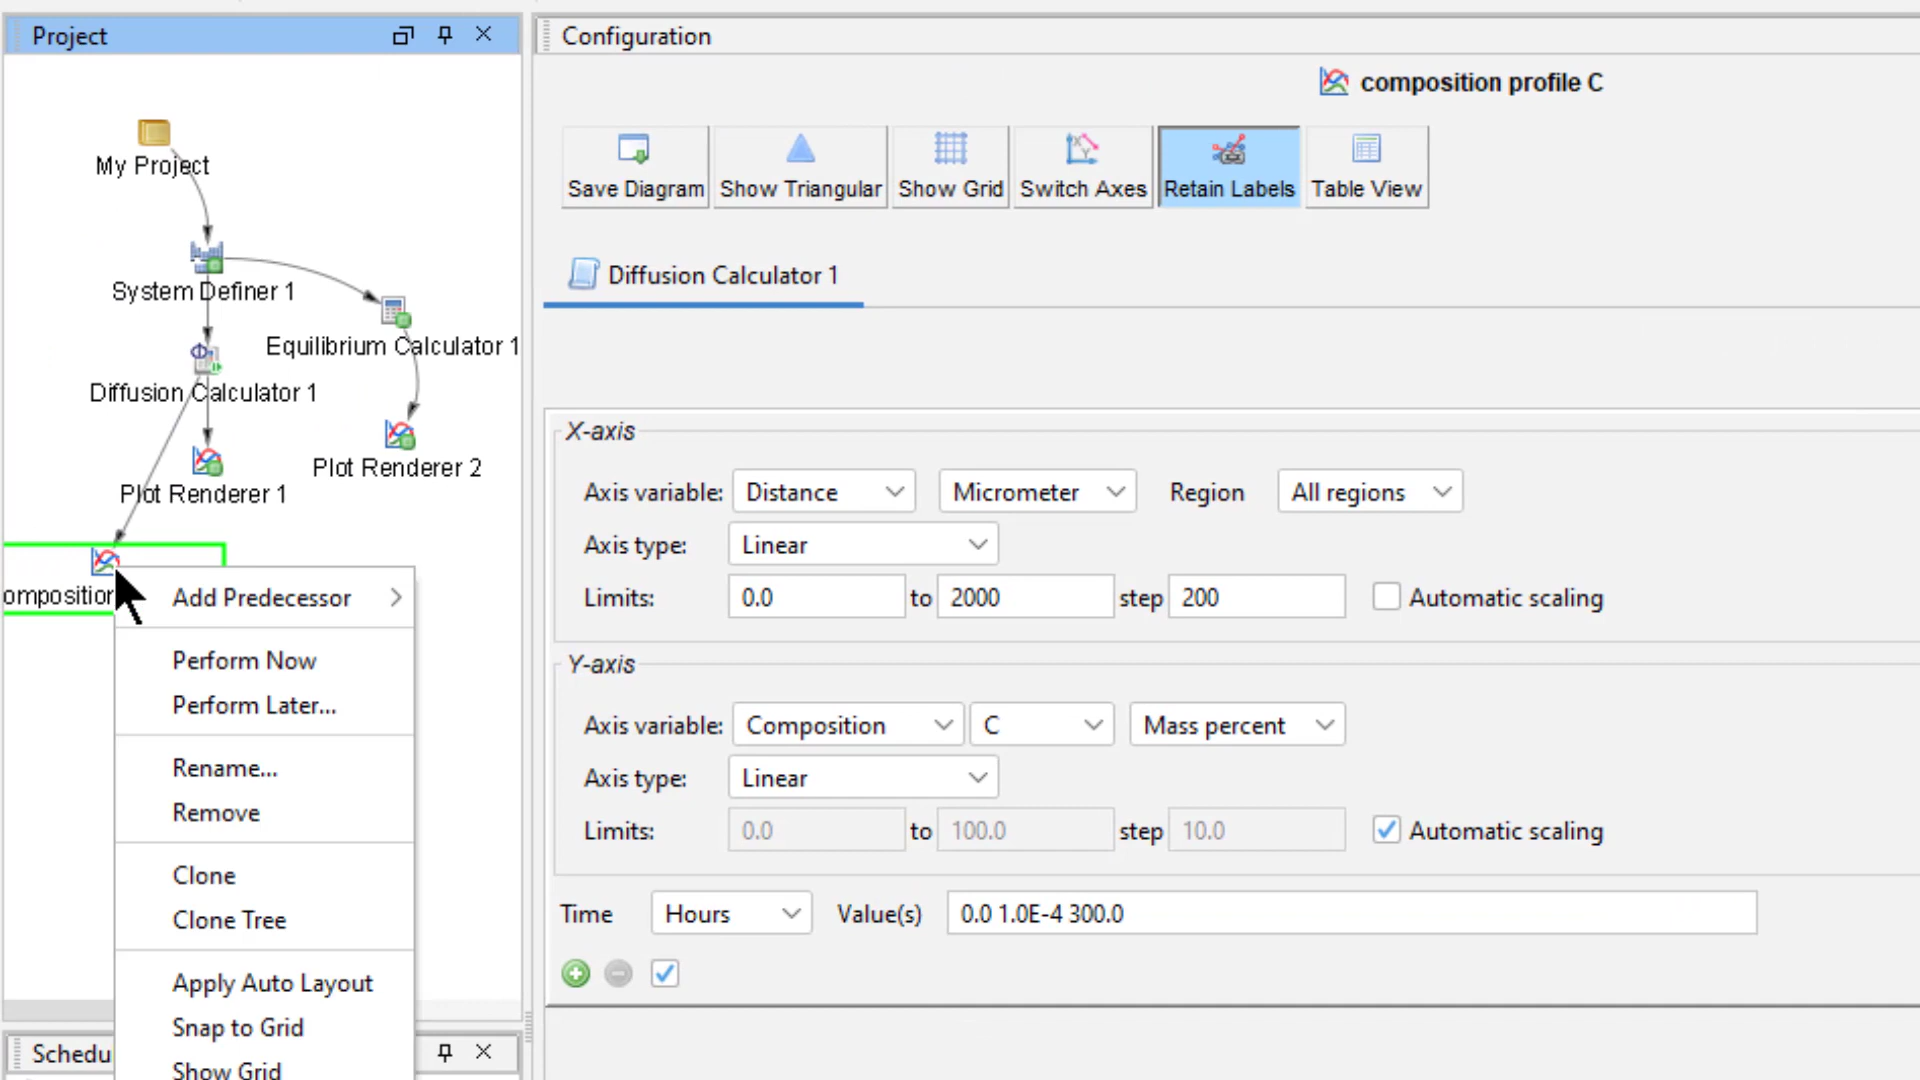 Project
My Project
System Definer 1
Equilibrium Calculator 1
Diffusion Calculator 1
Plot Renderer 2
Plot Renderer 1
omposition
Add Predecessor
Perform Now
Perform Later...
Rename...
Remove
Clone
Clone Tree
Apply Auto Layout
Snap to Grid
Show Grid
Schedu
Configuration
composition profile C
Save Diagram Show Triangular Show Grid Switch Axes Retain Labels Table View
Diffusion Calculator 1
X-axis
Axis variable: Distance Micrometer Region All regions
Axis type: Linear
Limits: 0.0 to 2000 step 200 Automatic scaling
Y-axis
Axis variable: Composition C Mass percent
Axis type: Linear
Limits: 0.0 to 100.0 step 10.0 Automatic scaling
Time Hours Value(s) 0.0 1.0E-4 300.0